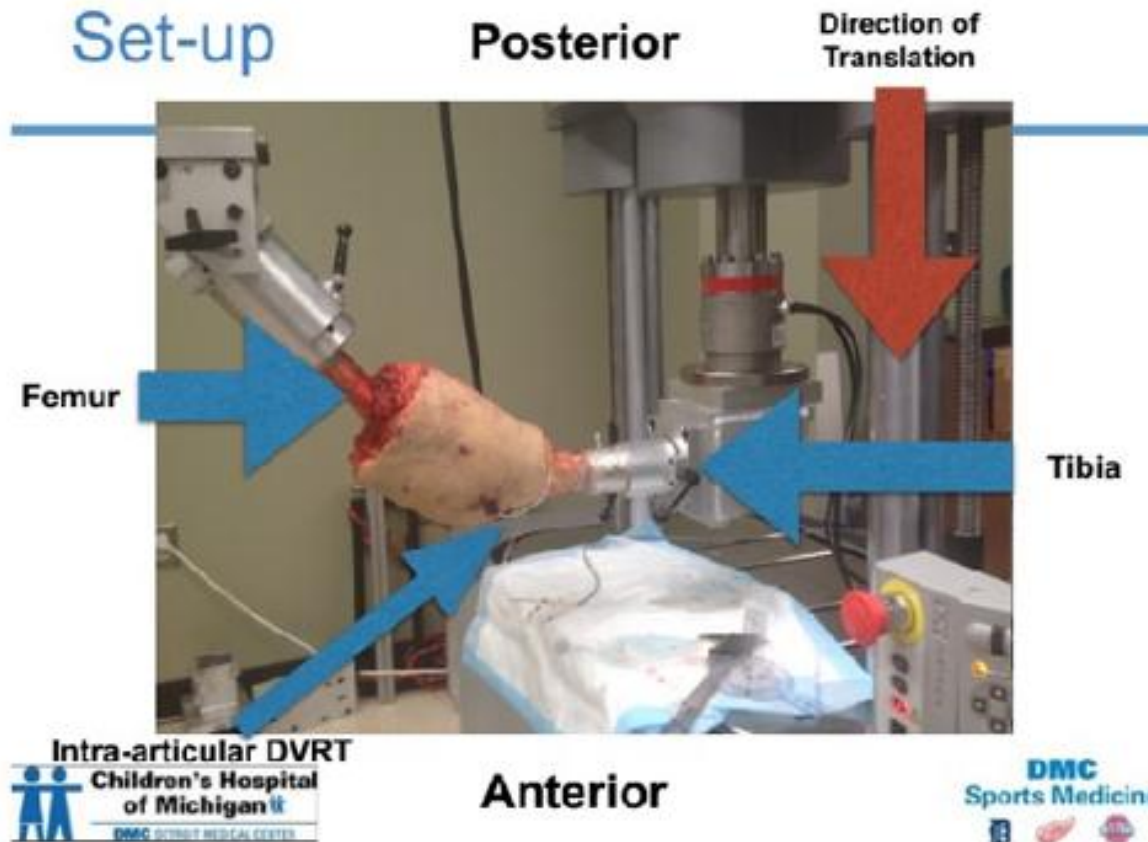 Set-up
Posterior
Direction of
Translation
Femur
Tibia
Intra-articular DVRT
Children's Hospital
of Michigan
DMC DETROIT MEDICAL CENTER
Anterior
DMC
Sports Medicine